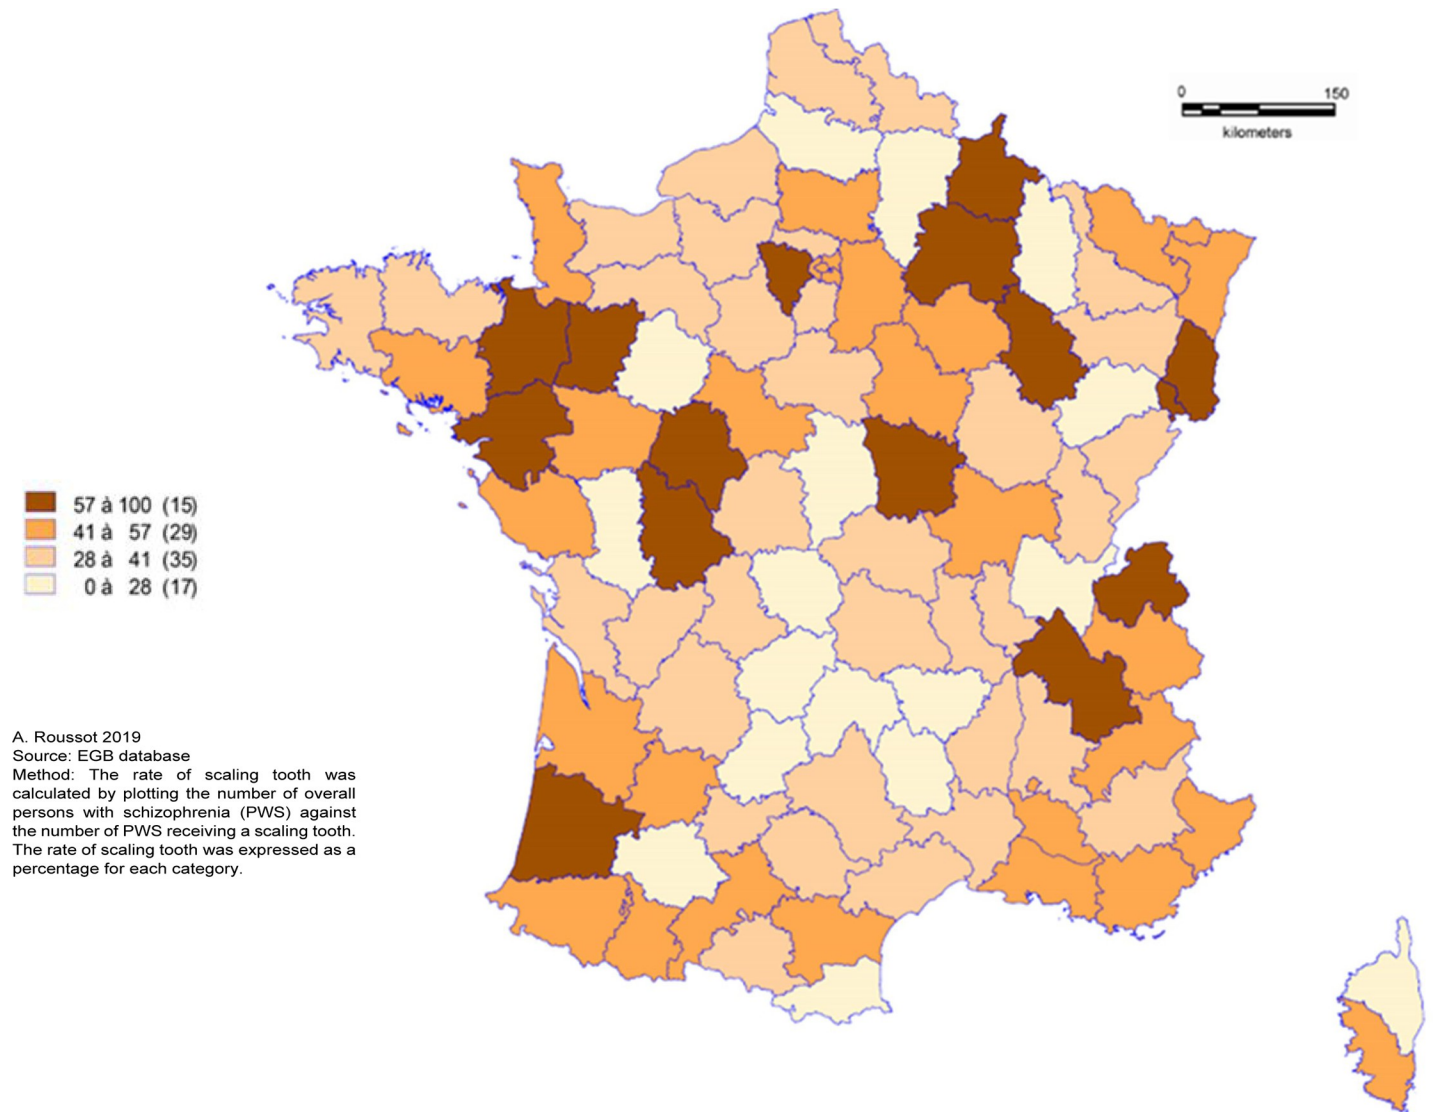 0 150
kilometers
57 à 100 (15)
41 à 57 (29)
28 à 41 (35)
0 à 28 (17)
A. Roussot 2019
Source: EGB database
Method: The rate of scaling tooth was
calculated by plotting the number of overall
persons with schizophrenia (PWS) against
the number of PWS receiving a scaling tooth.
The rate of scaling tooth was expressed as a
percentage for each category.